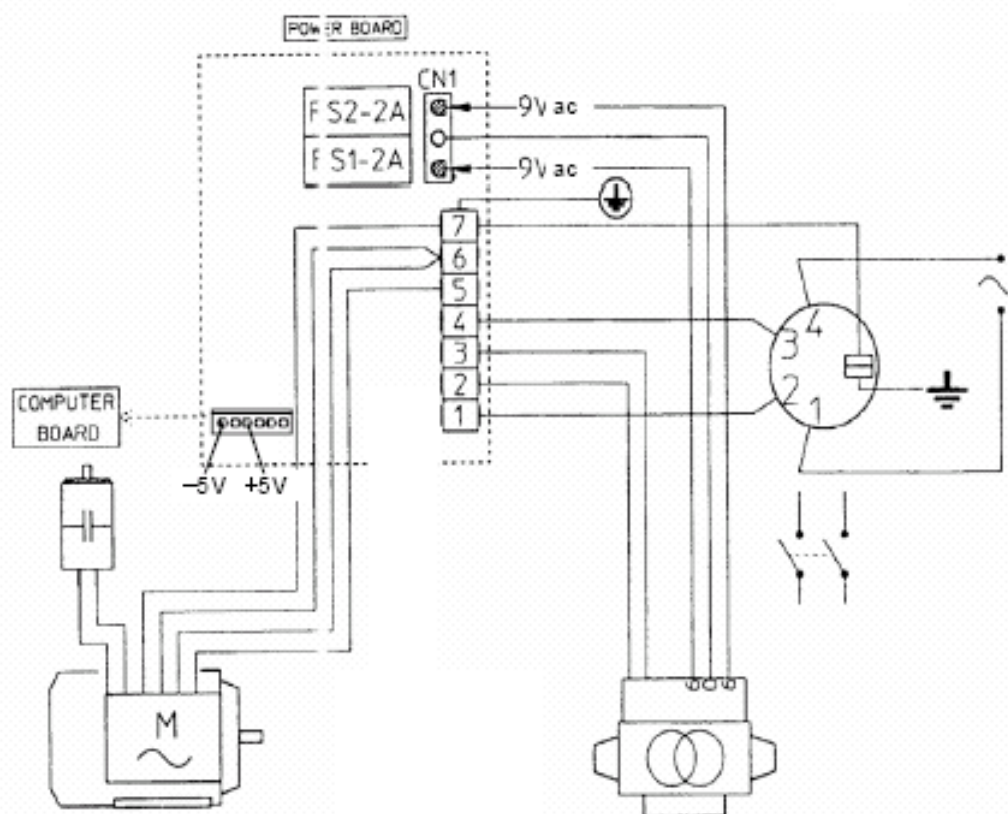 POWER BOARD
CN1
F S2-2A
9V ac
F S1-2A
9V ac
7
6
5
4
3
2
1
4
3
2
1
COMPUTER
BOARD
-5V +5V
M